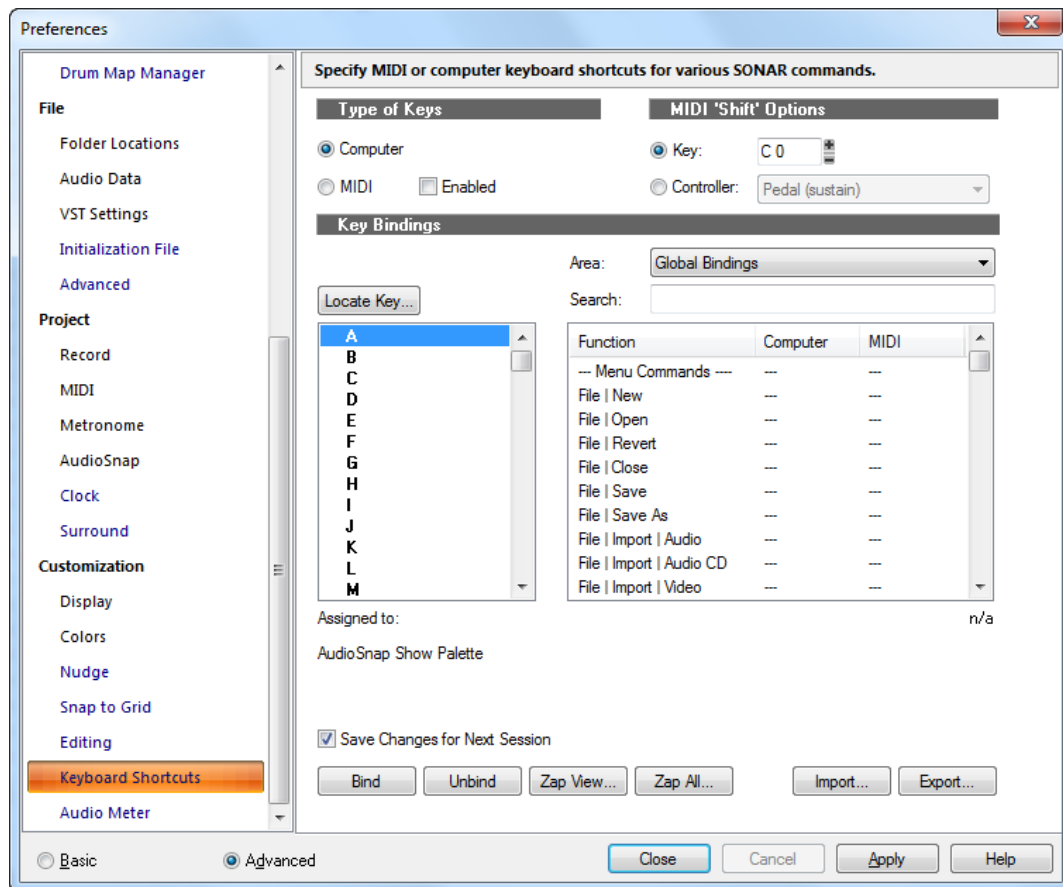 Preferences
Drum Map Manager
File
Folder Locations
Audio Data
VST Settings
Initialization File
Advanced
Project
Record
MIDI
Metronome
AudioSnap
Clock
Surround
Customization
Display
Colors
Nudge
Snap to Grid
Editing
Keyboard Shortcuts
Audio Meter
Specify MIDI or computer keyboard shortcuts for various SONAR commands.
Type of Keys
Computer
MIDI Enabled
MIDI 'Shift' Options
Key: C 0
Controller: Pedal (sustain)
Key Bindings
Area: Global Bindings
Locate Key... Search:
A
B
C
D
E
F
G
H
I
J
K
L
M
Function Computer MIDI
--- Menu Commands ---- --- ---
File | New --- ---
File | Open --- ---
File | Revert --- ---
File | Close --- ---
File | Save --- ---
File | Save As --- ---
File | Import | Audio --- ---
File | Import | Audio CD --- ---
File | Import | Video --- ---
Assigned to: n/a
AudioSnap Show Palette
Save Changes for Next Session
Bind Unbind Zap View... Zap All... Import... Export...
Basic Advanced Close Cancel Apply Help